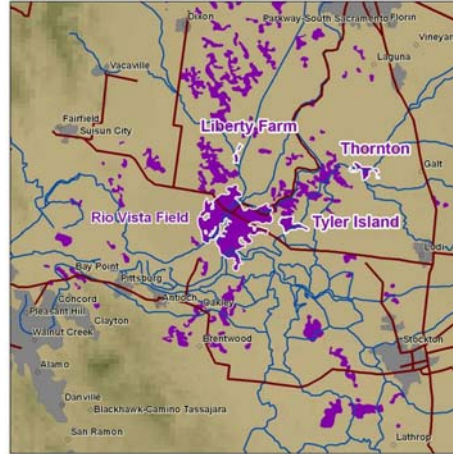 Dixon
Parkway-South Sacramento
Florin
Vineyar
Laguna
Vacaville
Fairfield
Suisun City
Liberty Farm
Thornton
Galt
Rio Vista Field
Tyler Island
Lodi
Bay Point
Pittsburg
Antioch
Oakley
Concord
Pleasant Hill
Clayton
Walnut Creek
Brentwood
Stockton
Alamo
Danville
Blackhawk-Camino Tassajara
San Ramon
Lathrop